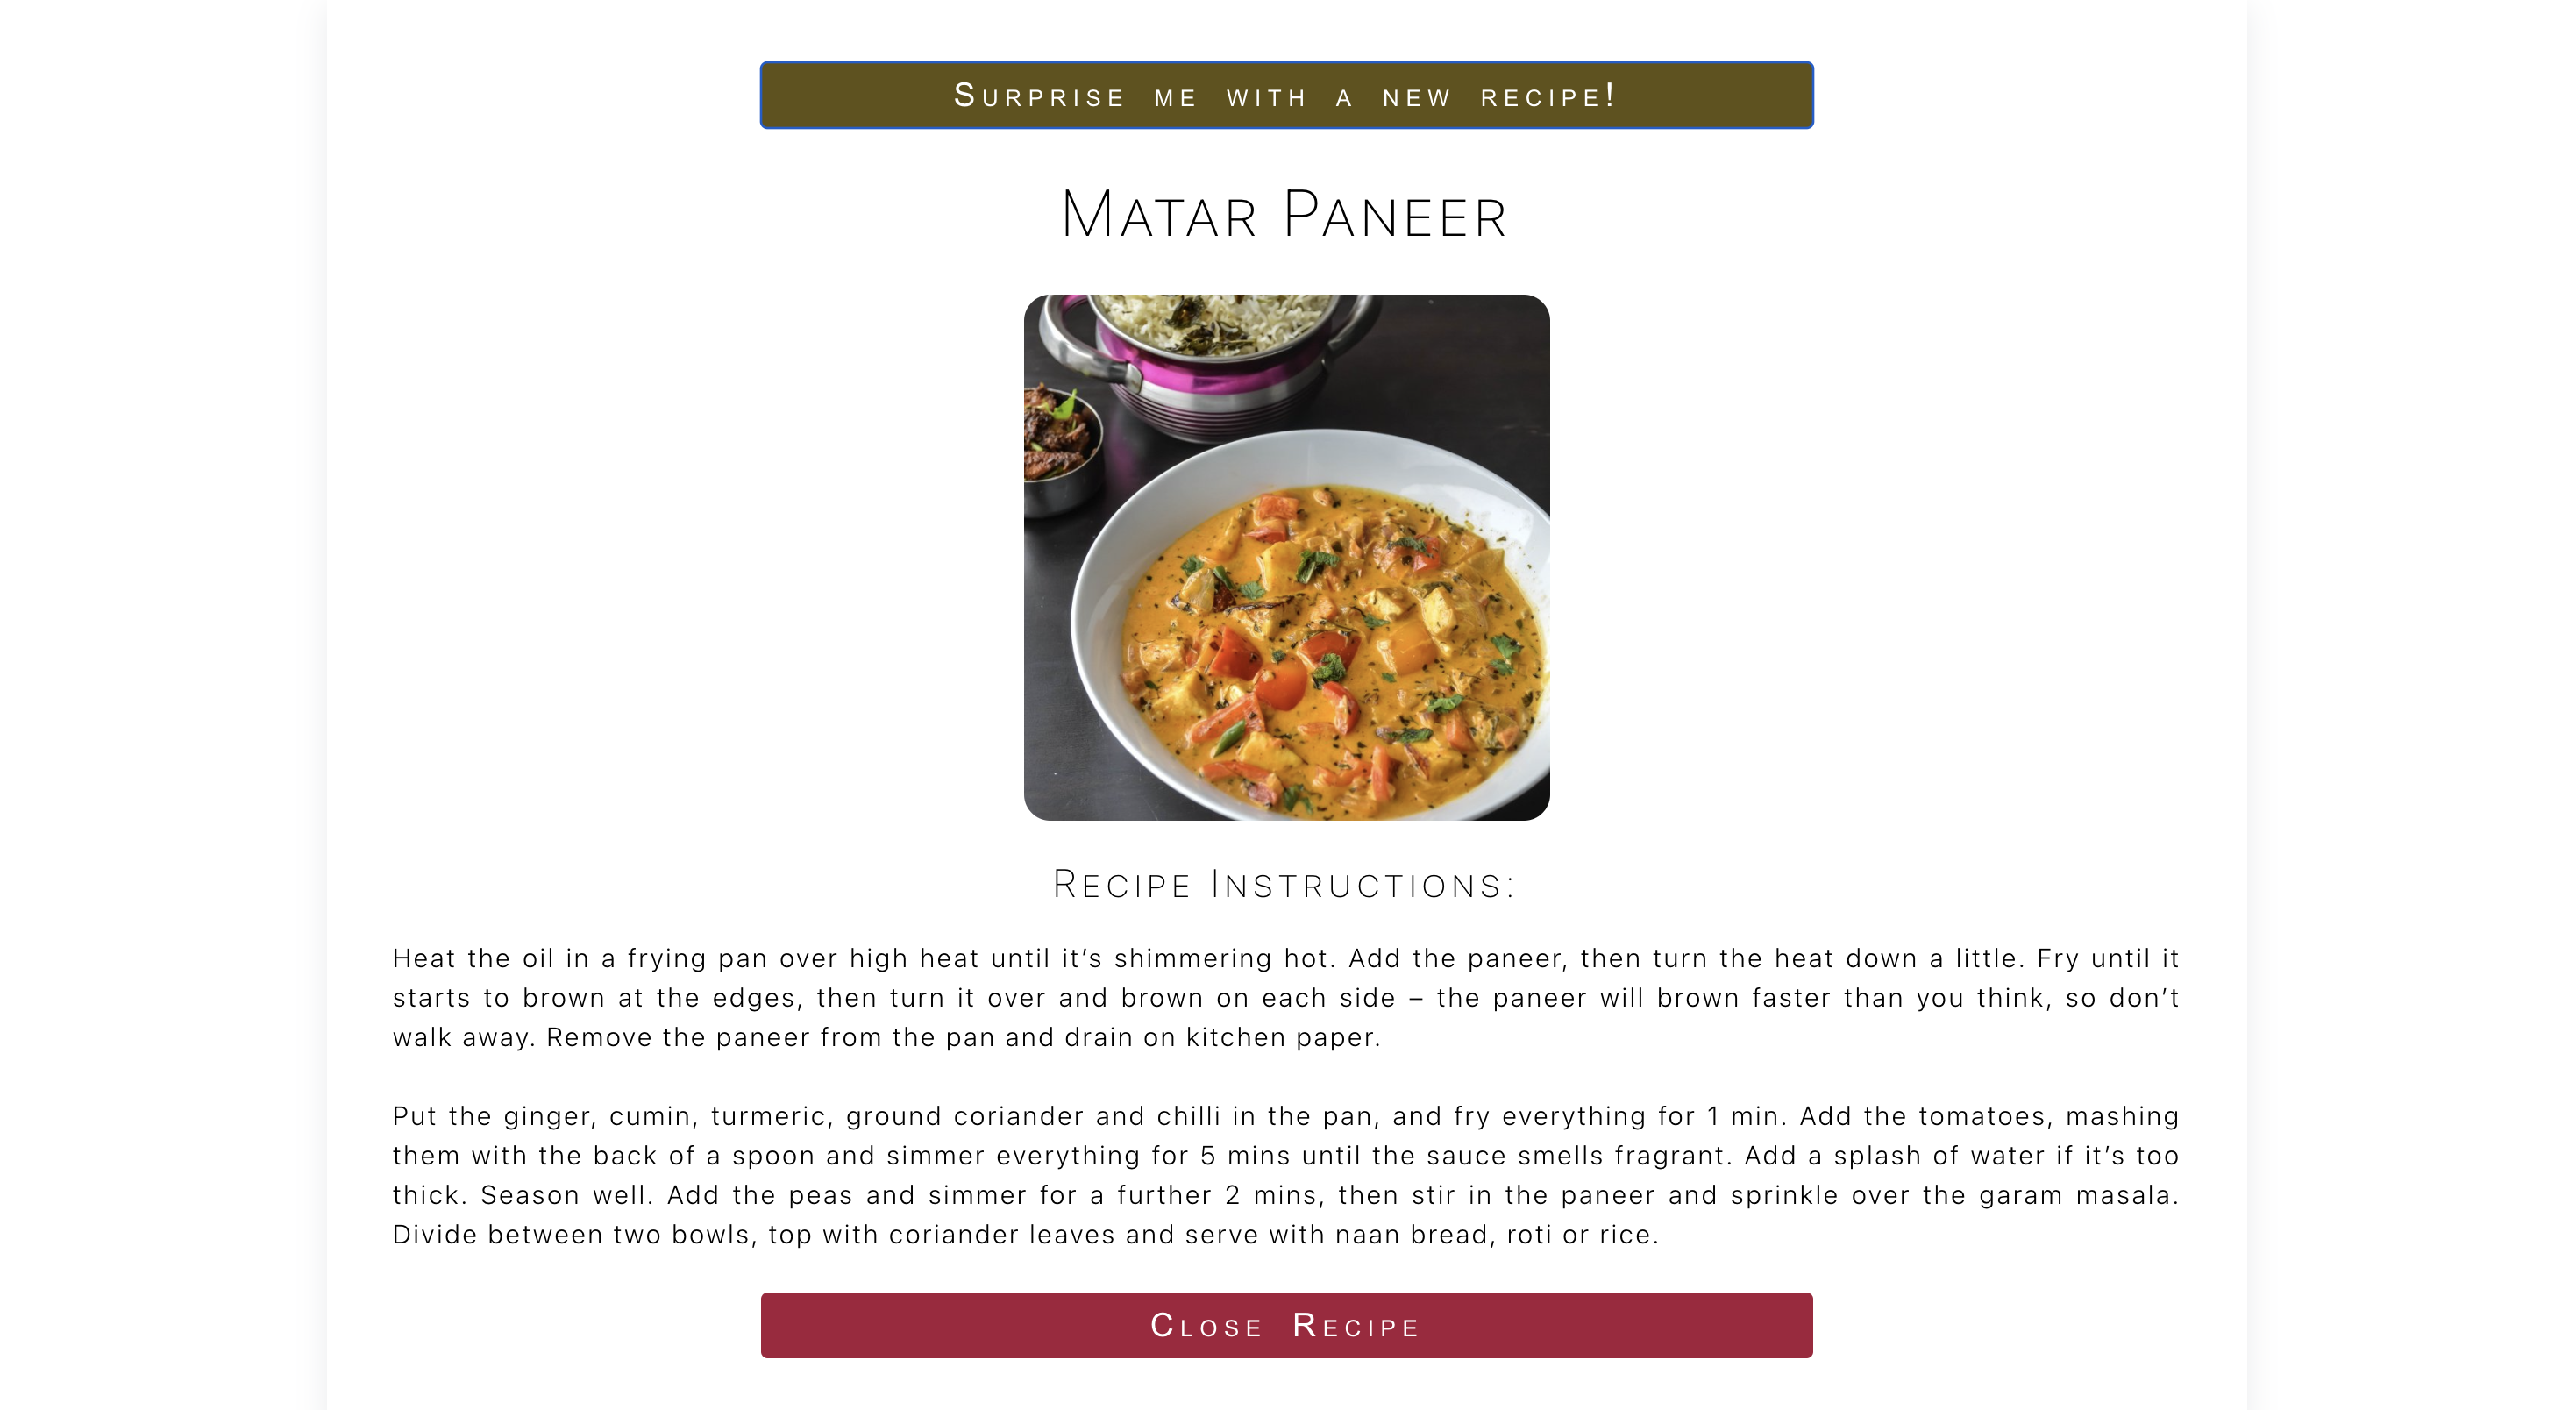 Surprise me with a new recipe!
Matar Paneer
Recipe Instructions:
Heat the oil in a frying pan over high heat until it’s shimmering hot. Add the paneer, then turn the heat down a little. Fry until it
starts to brown at the edges, then turn it over and brown on each side – the paneer will brown faster than you think, so don’t
walk away. Remove the paneer from the pan and drain on kitchen paper.
Put the ginger, cumin, turmeric, ground coriander and chilli in the pan, and fry everything for 1 min. Add the tomatoes, mashing
them with the back of a spoon and simmer everything for 5 mins until the sauce smells fragrant. Add a splash of water if it’s too
thick. Season well. Add the peas and simmer for a further 2 mins, then stir in the paneer and sprinkle over the garam masala.
Divide between two bowls, top with coriander leaves and serve with naan bread, roti or rice.
Close Recipe